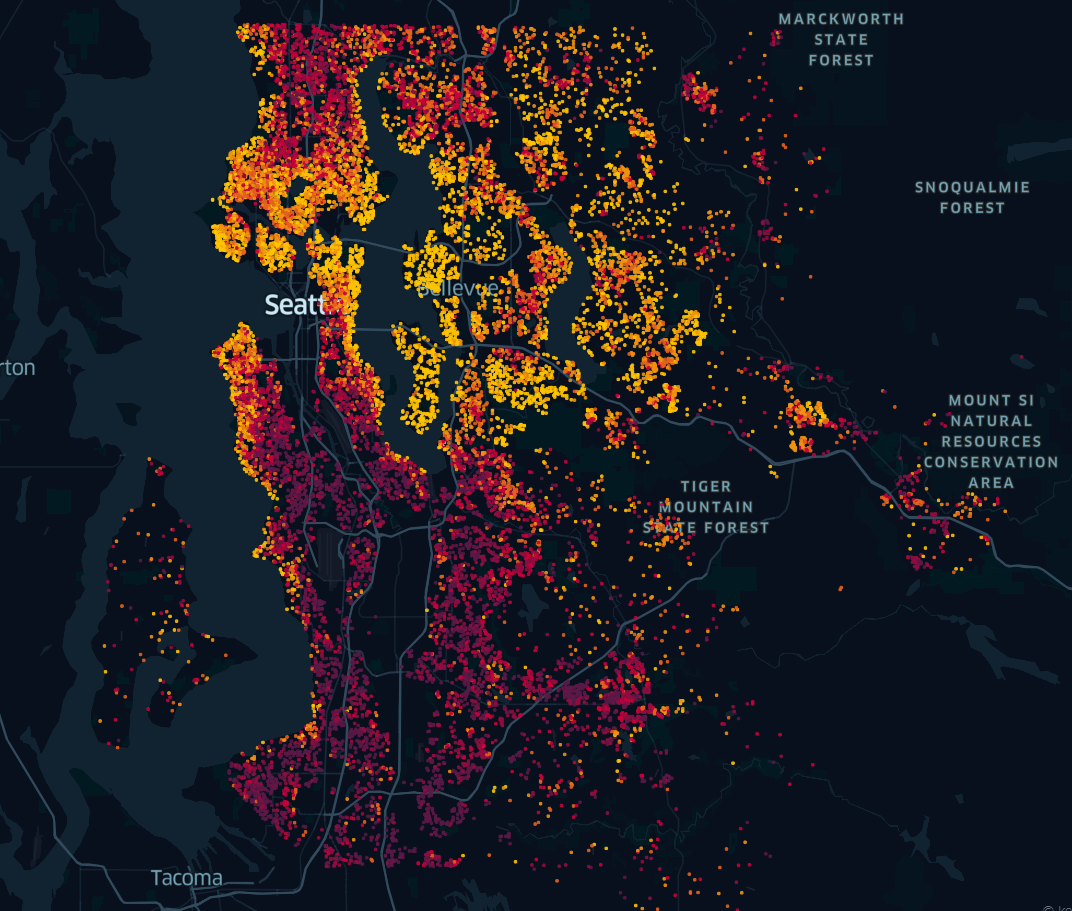 MARCKWORTH
STATE
FOREST
SNOQUALMIE
FOREST
Seatt
Bellevue
rton
MOUNT SI
NATURAL
RESOURCES
CONSERVATION
AREA
TIGER
MOUNTAIN
STATE FOREST
Tacoma